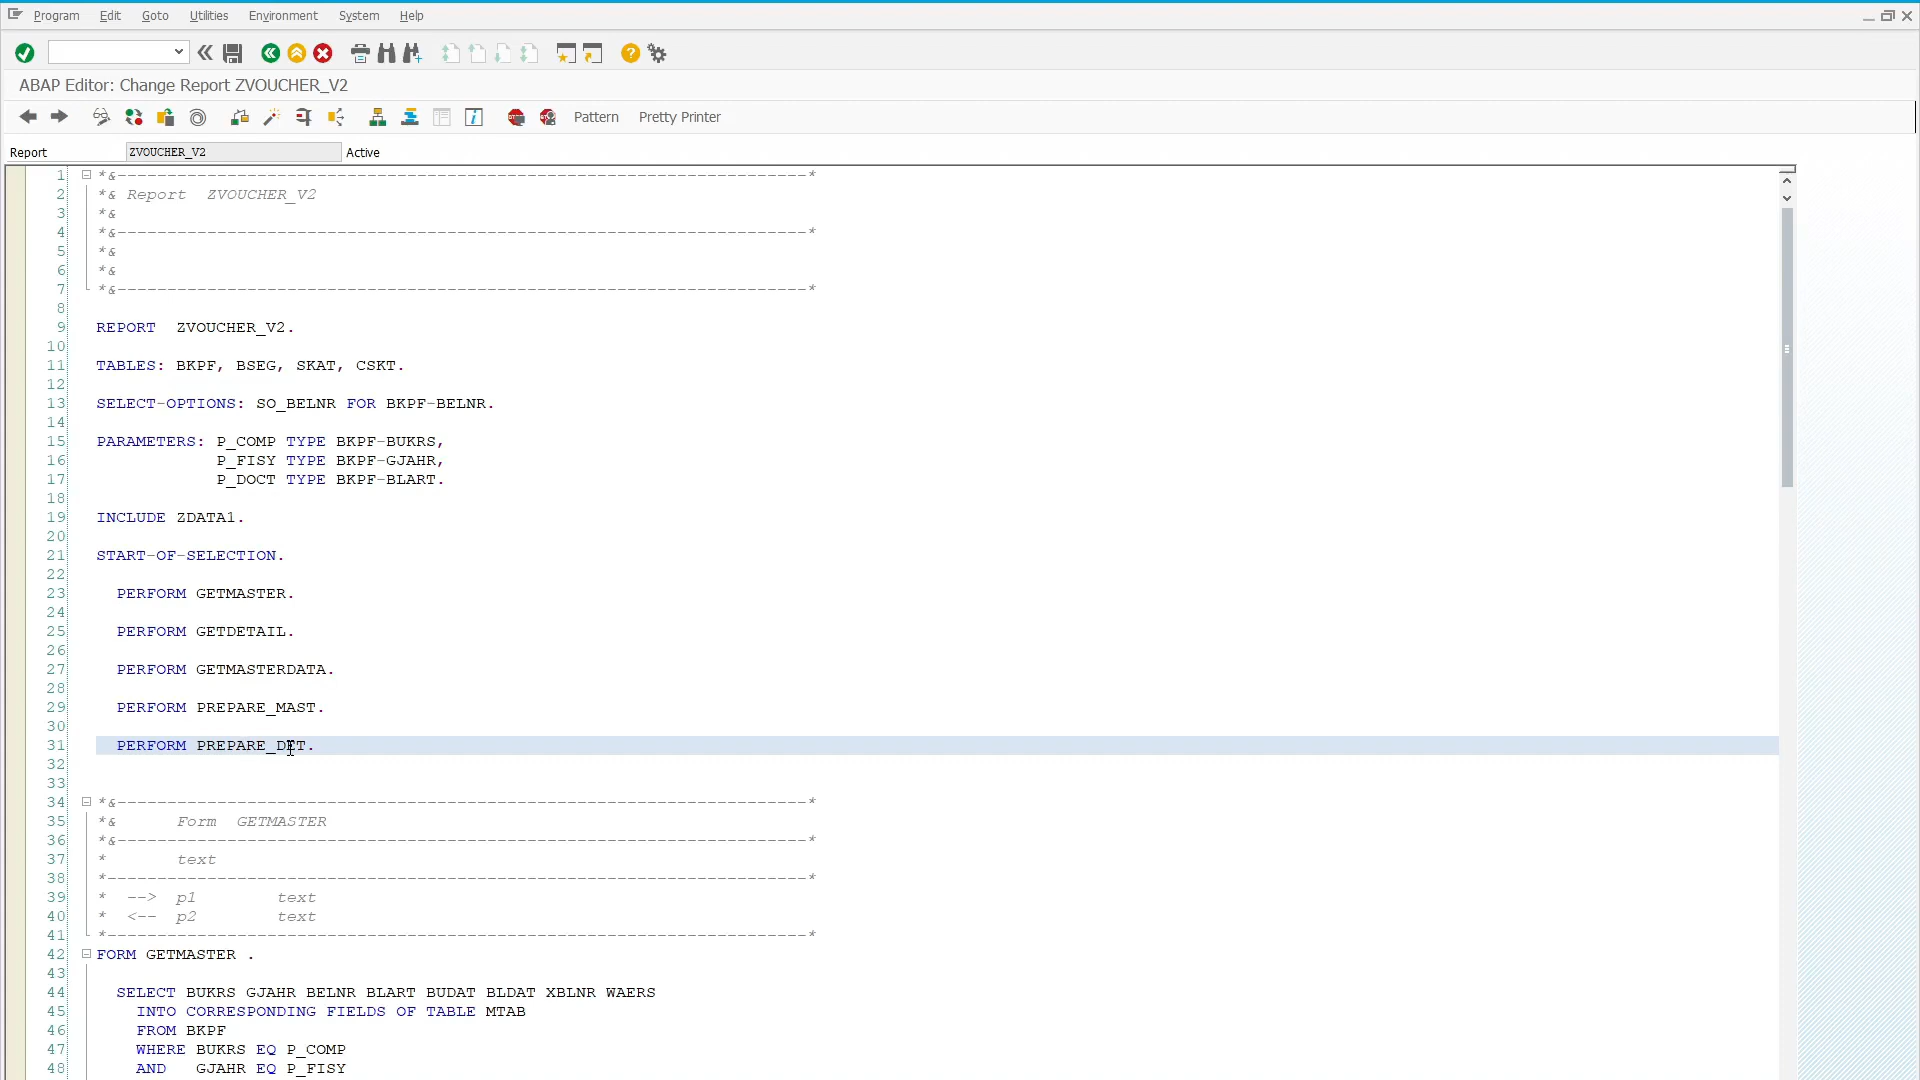 Program Edit Goto Utilities Environment System Help
ABAP Editor: Change Report ZVOUCHER_V2
Pattern Pretty Printer
Report ZVOUCHER_V2 Active
1 *&---------------------------------------------------------------------*
2 *& Report  ZVOUCHER_V2
3 *&
4 *&---------------------------------------------------------------------*
5 *&
6 *&
7 *&---------------------------------------------------------------------*
8
9 REPORT  ZVOUCHER_V2.
10
11 TABLES: BKPF, BSEG, SKAT, CSKT.
12
13 SELECT-OPTIONS: SO_BELNR FOR BKPF-BELNR.
14
15 PARAMETERS: P_COMP TYPE BKPF-BUKRS,
16 P_FISY TYPE BKPF-GJAHR,
17 P_DOCT TYPE BKPF-BLART.
18
19 INCLUDE ZDATA1.
20
21 START-OF-SELECTION.
22
23 PERFORM GETMASTER.
24
25 PERFORM GETDETAIL.
26
27 PERFORM GETMASTERDATA.
28
29 PERFORM PREPARE_MAST.
30
31 PERFORM PREPARE_DET.
32
33
34 *&---------------------------------------------------------------------*
35 *&      Form  GETMASTER
36 *&---------------------------------------------------------------------*
37 *       text
38 *----------------------------------------------------------------------*
39 *  -->  p1        text
40 *  <--  p2        text
41 *----------------------------------------------------------------------*
42 FORM GETMASTER .
43
44 SELECT BUKRS GJAHR BELNR BLART BUDAT BLDAT XBLNR WAERS
45 INTO CORRESPONDING FIELDS OF TABLE MTAB
46 FROM BKPF
47 WHERE BUKRS EQ P_COMP
48 AND   GJAHR EQ P_FISY